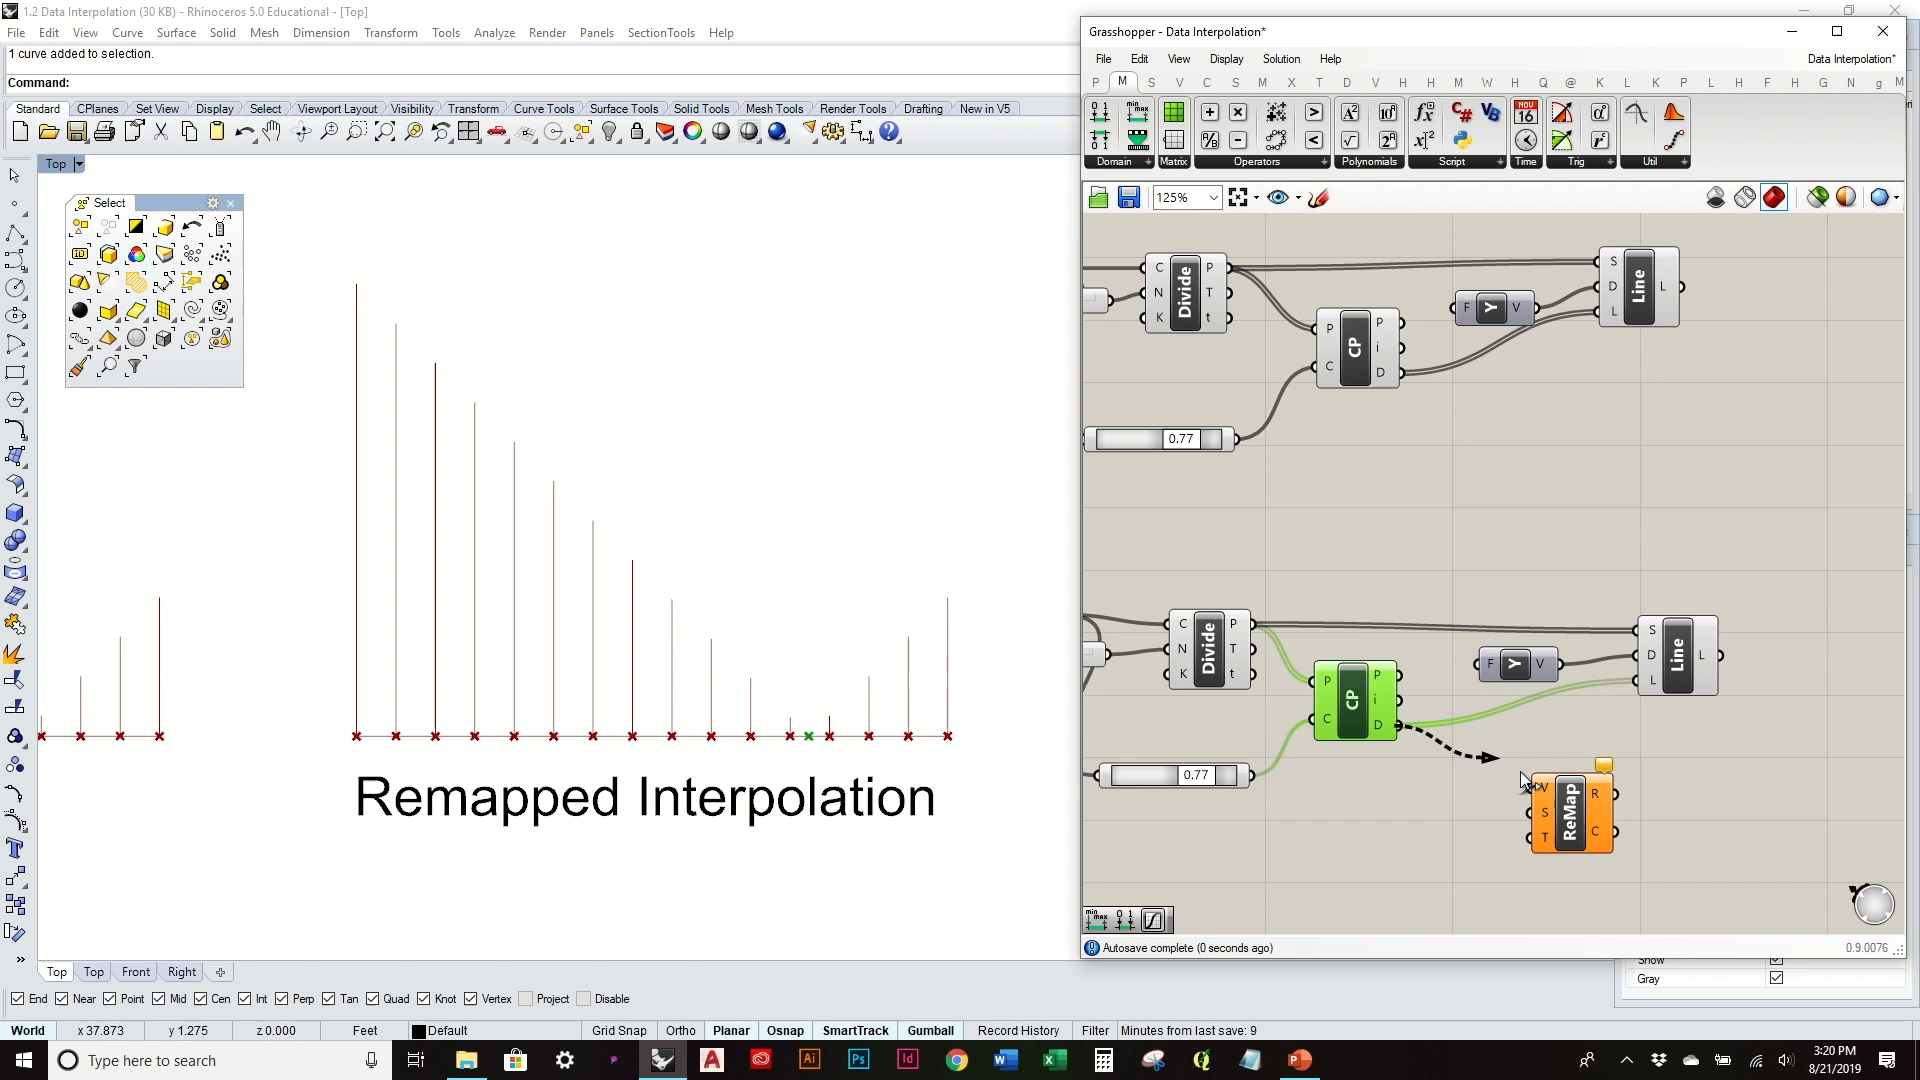 1.2 Data Interpolation (30 KB) - Rhinoceros 5.0 Educational - [Top]
File Edit View Curve Surface Solid Mesh Dimension Transform Tools Analyze Render Panels SectionTools Help
1 curve added to selection.
Command:
Standard CPlanes Set View Display Select Viewport Layout Visibility Transform Curve Tools Surface Tools Solid Tools Mesh Tools Render Tools Drafting New in V5
Top
Select
Remapped Interpolation
Grasshopper - Data Interpolation*
File Edit View Display Solution Help
Data Interpolation*
P M S V C S M X T D V H H M W H Q @ K L K P L H F H G N g M
Domain Matrix Operators Polynomials Script Time Trig Util
125%
C N K Divide P T t
P C CP P i D
F Y V
S D L Line L
0.77
C N K Divide P T t
P C CP P i D
F Y V
S D L Line L
0.77
V S T ReMap R C
Autosave complete (0 seconds ago)
0.9.0076
Show
Gray
Top Top Front Right
End Near Point Mid Cen Int Perp Tan Quad Knot Vertex Project Disable
World x 37.873 y 1.275 z 0.000 Feet Default Grid Snap Ortho Planar Osnap SmartTrack Gumball Record History Filter Minutes from last save: 9
Type here to search
3:20 PM
8/21/2019